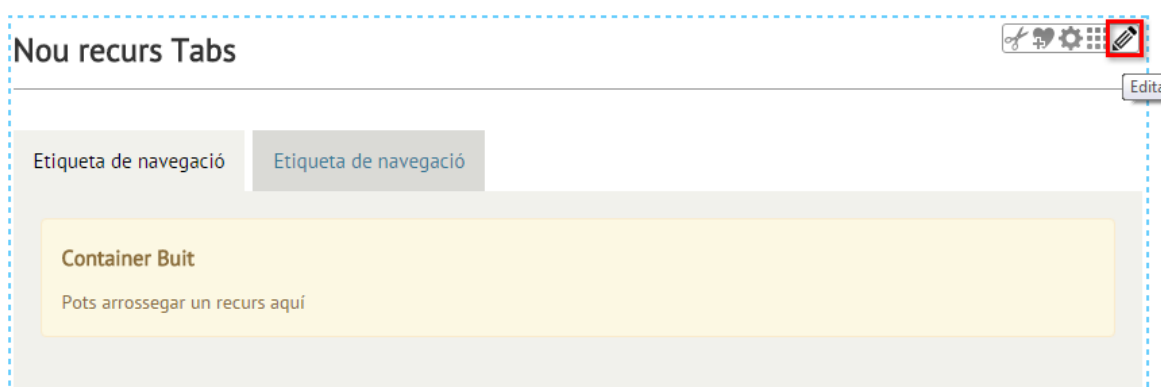 Nou recurs Tabs
Edita
Etiqueta de navegació
Etiqueta de navegació
Container Buit
Pots arrossegar un recurs aquí